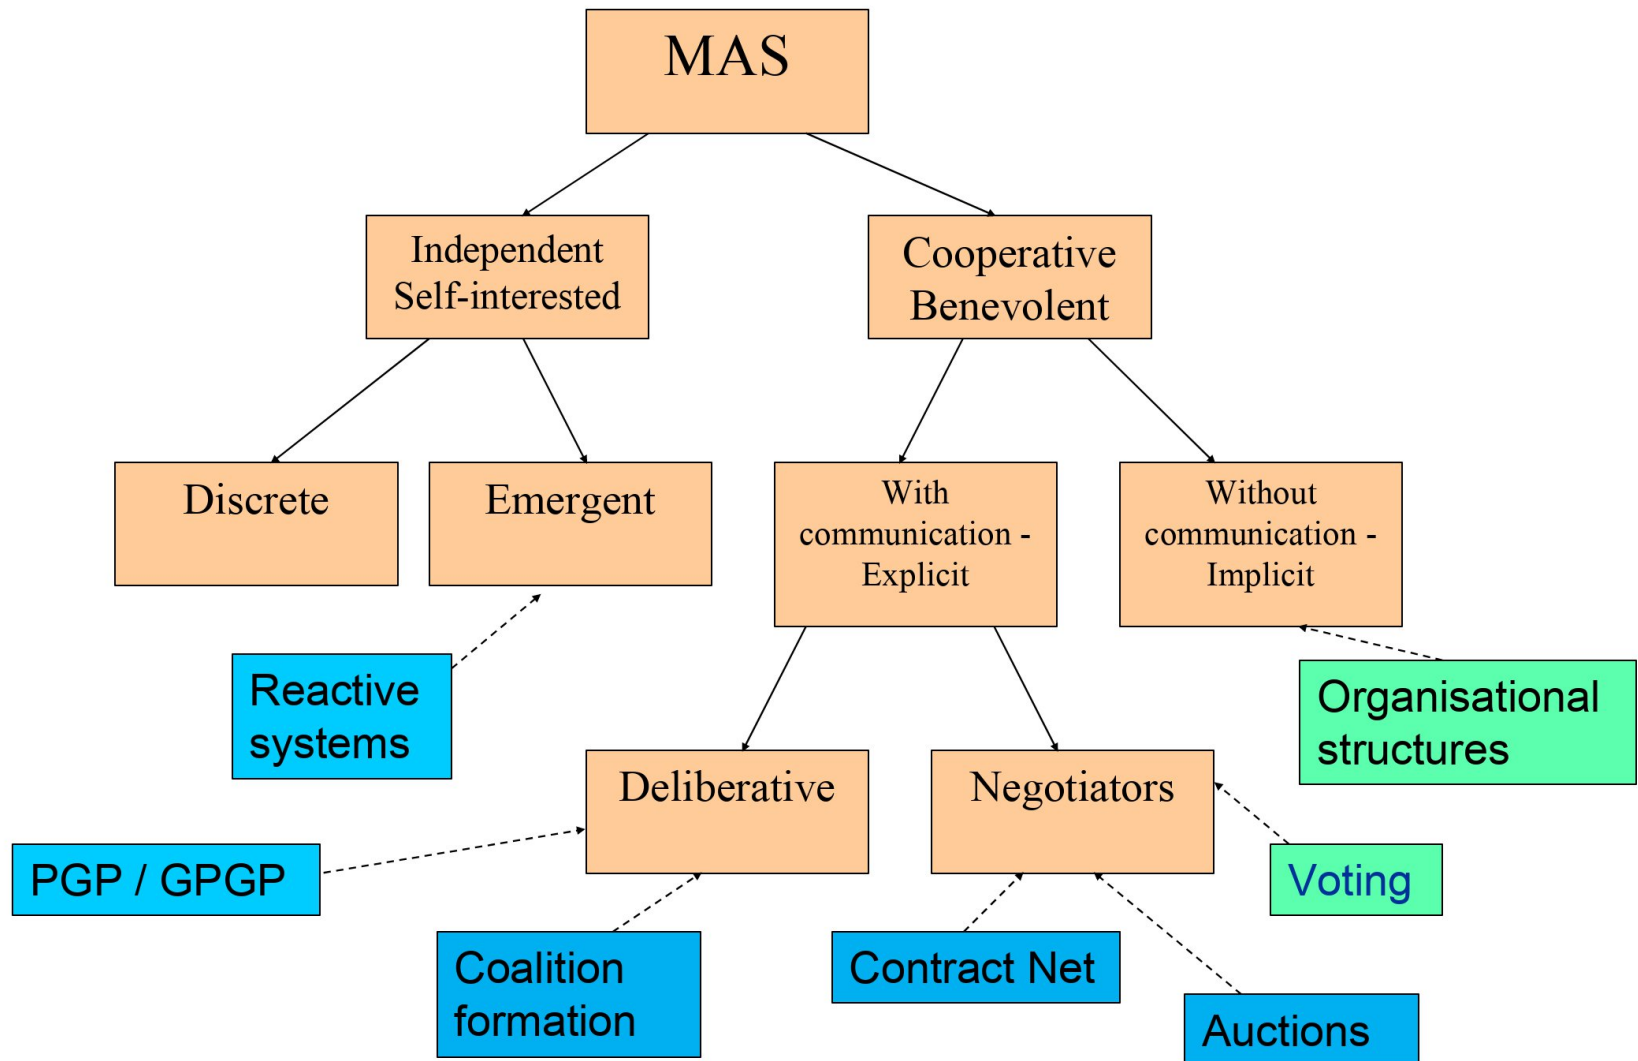 MAS
Independent
Self-interested
Cooperative
Benevolent
Discrete
Emergent
With
communication -
Explicit
Without
communication -
Implicit
Reactive
systems
Organisational
structures
Deliberative
Negotiators
PGP / GPGP
Voting
Coalition
formation
Contract Net
Auctions